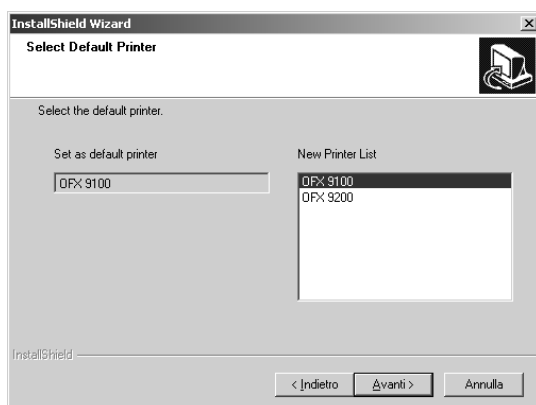 InstallShield Wizard
Select Default Printer
Select the default printer.
Set as default printer
OFX 9100
New Printer List
OFX 9100
OFX 9200
InstallShield
< Indietro
Avanti >
Annulla